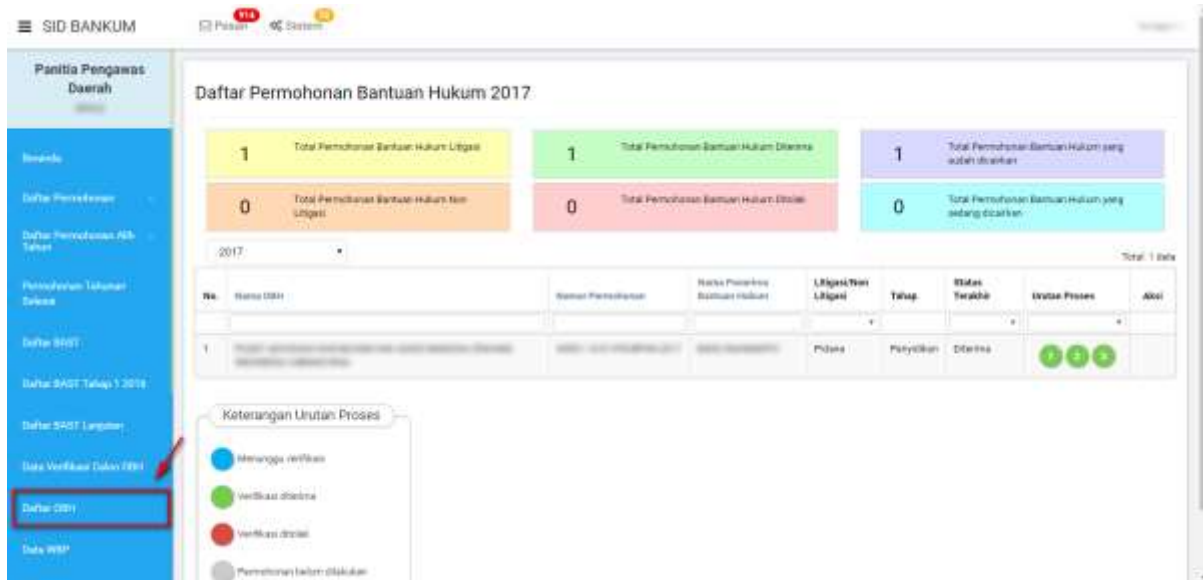 SID BANKUM
Pesan
914
Sistem
Panitia Pengawas
Daerah
Beranda
Daftar Permohonan
Daftar Permohonan Alih
Tahun
Permohonan Tahunan
Selesai
Daftar BAST
Daftar BAST Tahap 1 2016
Daftar BAST Lanjutan
Data Verifikasi Calon OBH
Daftar OBH
Data WBP
Daftar Permohonan Bantuan Hukum 2017
1 Total Permohonan Bantuan Hukum Litigasi
1 Total Permohonan Bantuan Hukum Diterima
1 Total Permohonan Bantuan Hukum yang
sudah dicairkan
0 Total Permohonan Bantuan Hukum Non
Litigasi
0 Total Permohonan Bantuan Hukum Ditolak
0 Total Permohonan Bantuan Hukum yang
sedang dicairkan
2017
Total 1 data
No. Nama OBH Nomor Permohonan Nama Penerima
Bantuan Hukum Litigasi/Non
Litigasi Tahap Status
Terakhir Urutan Proses Aksi
1 Pidana Penyidikan Diterima 1 2 3
Keterangan Urutan Proses
Menunggu verifikasi
Verifikasi diterima
Verifikasi ditolak
Permohonan belum dilakukan